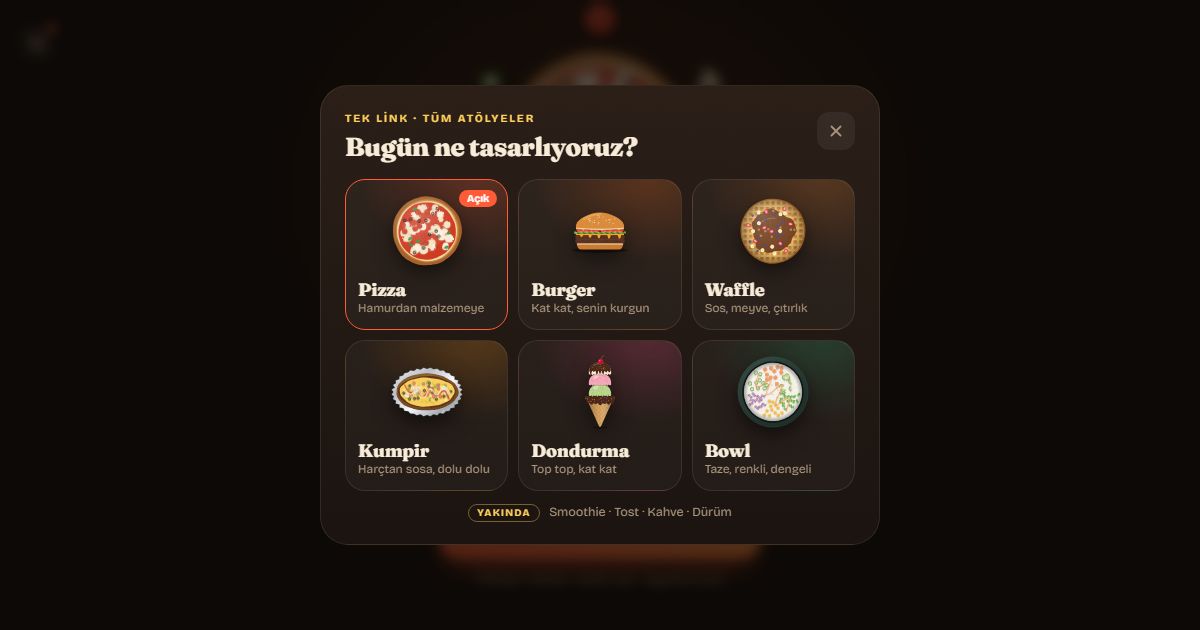 TEK LİNK · TÜM ATÖLYELER
Bugün ne tasarlıyoruz?
Açık
Pizza
Hamurdan malzemeye
Burger
Kat kat, senin kurgun
Waffle
Sos, meyve, çıtırlık
Kumpir
Harçtan sosa, dolu dolu
Dondurma
Top top, kat kat
Bowl
Taze, renkli, dengeli
YAKINDA Smoothie · Tost · Kahve · Dürüm